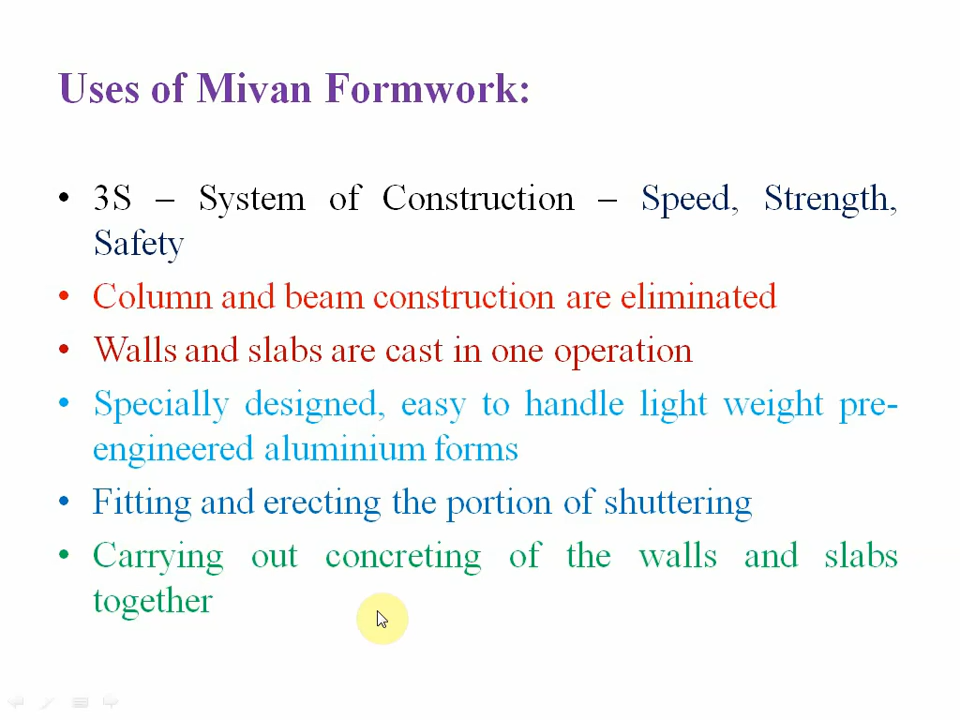 Uses of Mivan Formwork:
• 3S – System of Construction – Speed, Strength,
Safety
• Column and beam construction are eliminated
• Walls and slabs are cast in one operation
• Specially designed, easy to handle light weight pre-
engineered aluminium forms
• Fitting and erecting the portion of shuttering
• Carrying out concreting of the walls and slabs
together